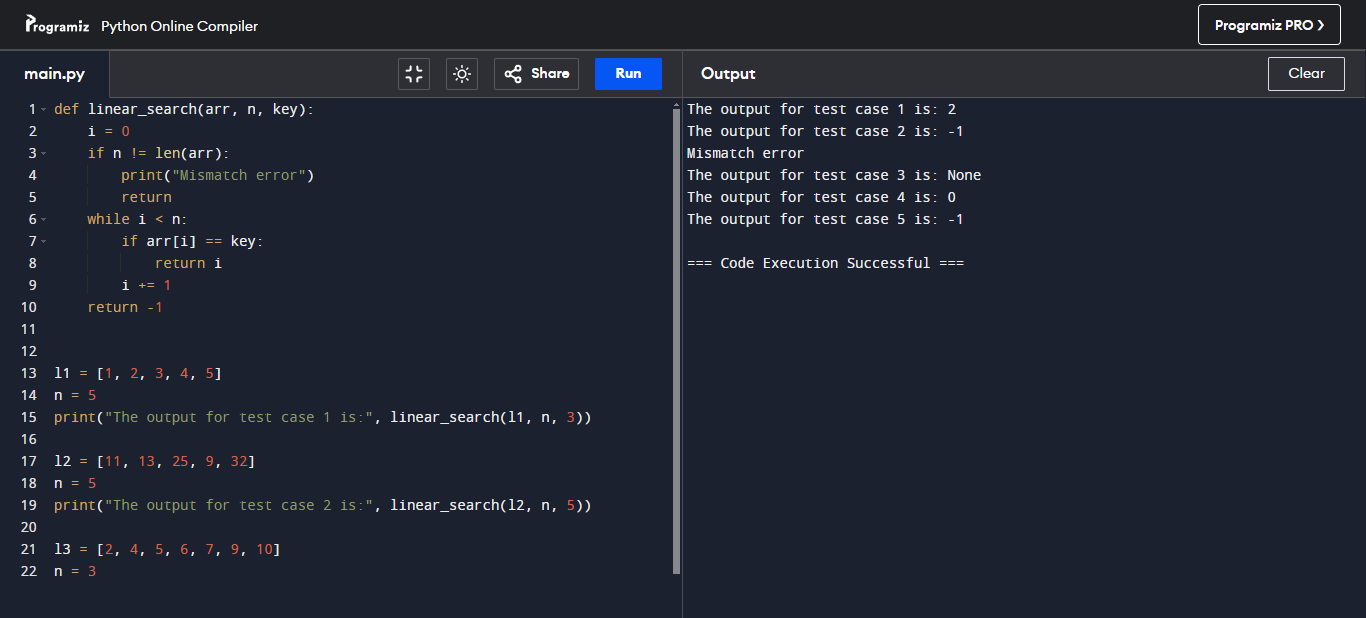 Programiz Python Online Compiler
Programiz PRO >
main.py
Share
Run
Output
Clear
1 def linear_search(arr, n, key):
2     i = 0
3     if n != len(arr):
4         print("Mismatch error")
5         return
6     while i < n:
7         if arr[i] == key:
8             return i
9         i += 1
10     return -1
11
12
13 l1 = [1, 2, 3, 4, 5]
14 n = 5
15 print("The output for test case 1 is:", linear_search(l1, n, 3))
16
17 l2 = [11, 13, 25, 9, 32]
18 n = 5
19 print("The output for test case 2 is:", linear_search(l2, n, 5))
20
21 l3 = [2, 4, 5, 6, 7, 9, 10]
22 n = 3
The output for test case 1 is: 2
The output for test case 2 is: -1
Mismatch error
The output for test case 3 is: None
The output for test case 4 is: 0
The output for test case 5 is: -1
=== Code Execution Successful ===